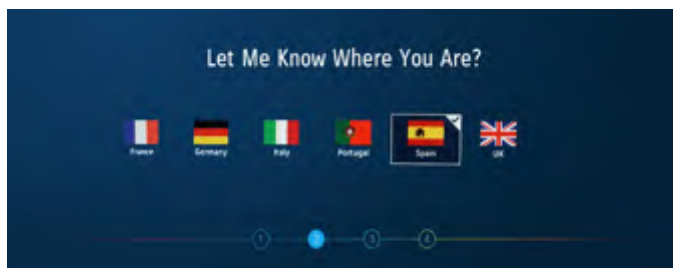 Let Me Know Where You Are?
France Germany Italy Portugal Spain UK
1 2 3 4